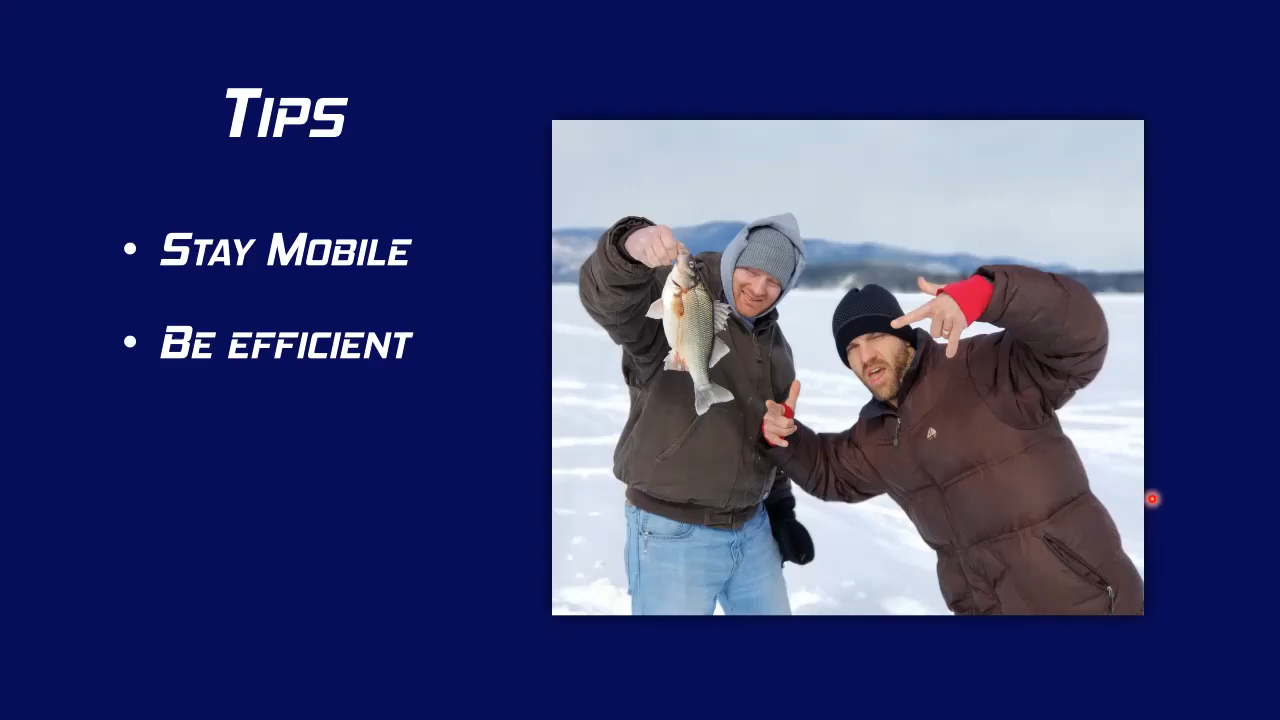 Tips
• Stay Mobile
• Be efficient